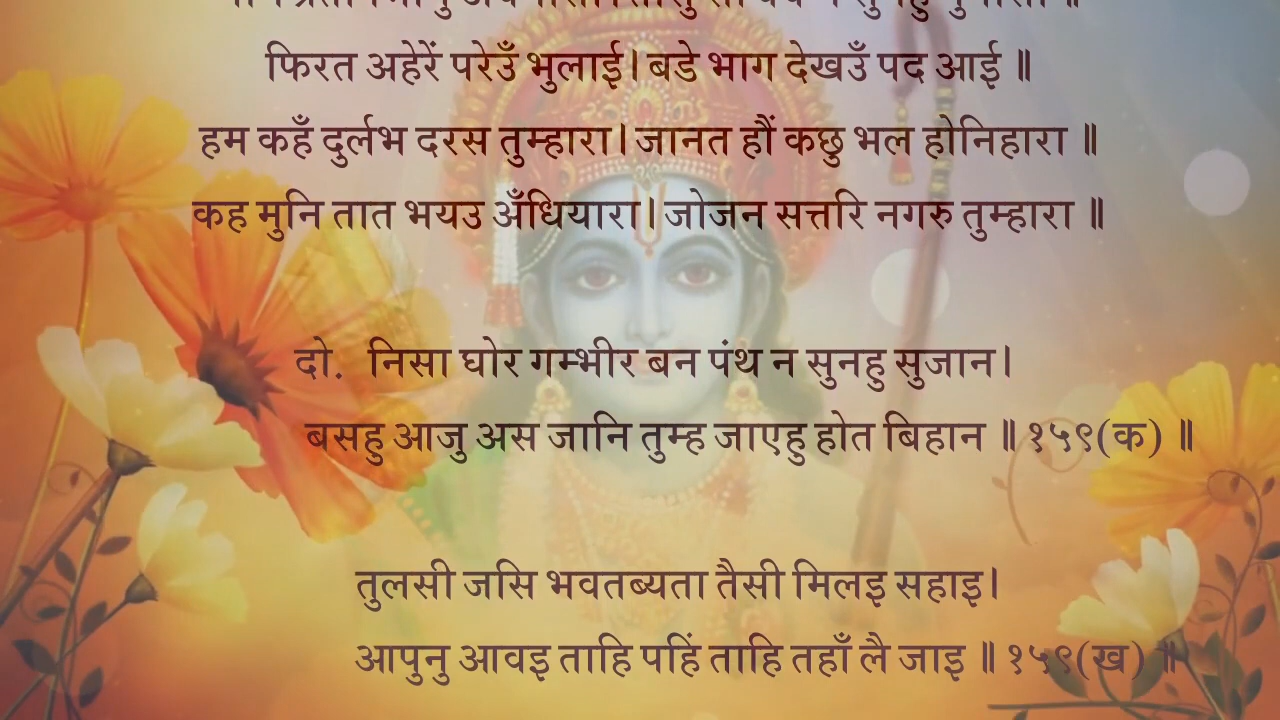 फिरत अहेरें परेउँ भुलाई। बडे भाग देखउँ पद आई ॥
हम कहँ दुर्लभ दरस तुम्हारा। जानत हौं कछु भल होनिहारा ॥
कह मुनि तात भयउ अँधियारा। जोजन सत्तरि नगरु तुम्हारा ॥
दो. निसा घोर गम्भीर बन पंथ न सुनहु सुजान।
बसहु आजु अस जानि तुम्ह जाएहु होत बिहान ॥ १५९(क) ॥
तुलसी जसि भवतब्यता तैसी मिलइ सहाइ।
आपुनु आवइ ताहि पहिं ताहि तहाँ लै जाइ ॥ १५९(ख) ॥